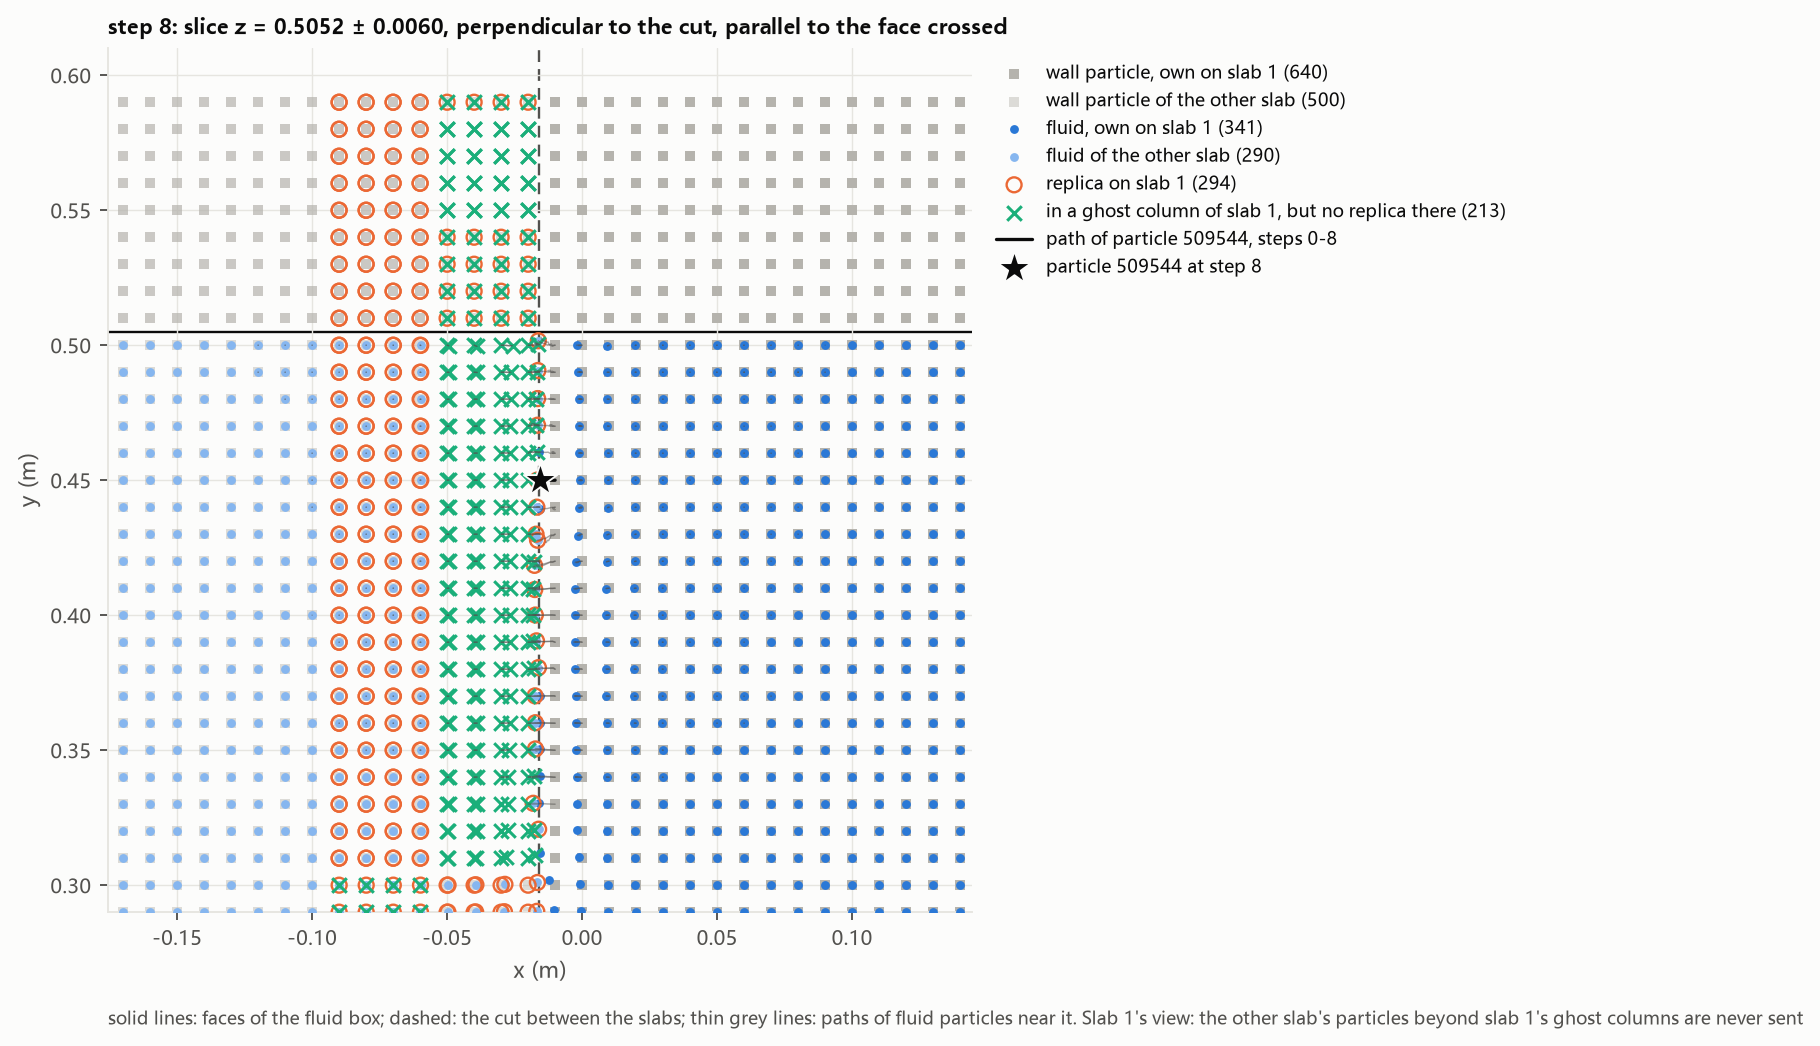 step 8: slice z = 0.5052 ± 0.0060, perpendicular to the cut, parallel to the face crossed
wall particle, own on slab 1 (640)
wall particle of the other slab (500)
fluid, own on slab 1 (341)
fluid of the other slab (290)
replica on slab 1 (294)
in a ghost column of slab 1, but no replica there (213)
path of particle 509544, steps 0-8
particle 509544 at step 8
y (m)
0.60
0.55
0.50
0.45
0.40
0.35
0.30
-0.15
-0.10
-0.05
0.00
0.05
0.10
x (m)
solid lines: faces of the fluid box; dashed: the cut between the slabs; thin grey lines: paths of fluid particles near it. Slab 1's view: the other slab's particles beyond slab 1's ghost columns are never sent